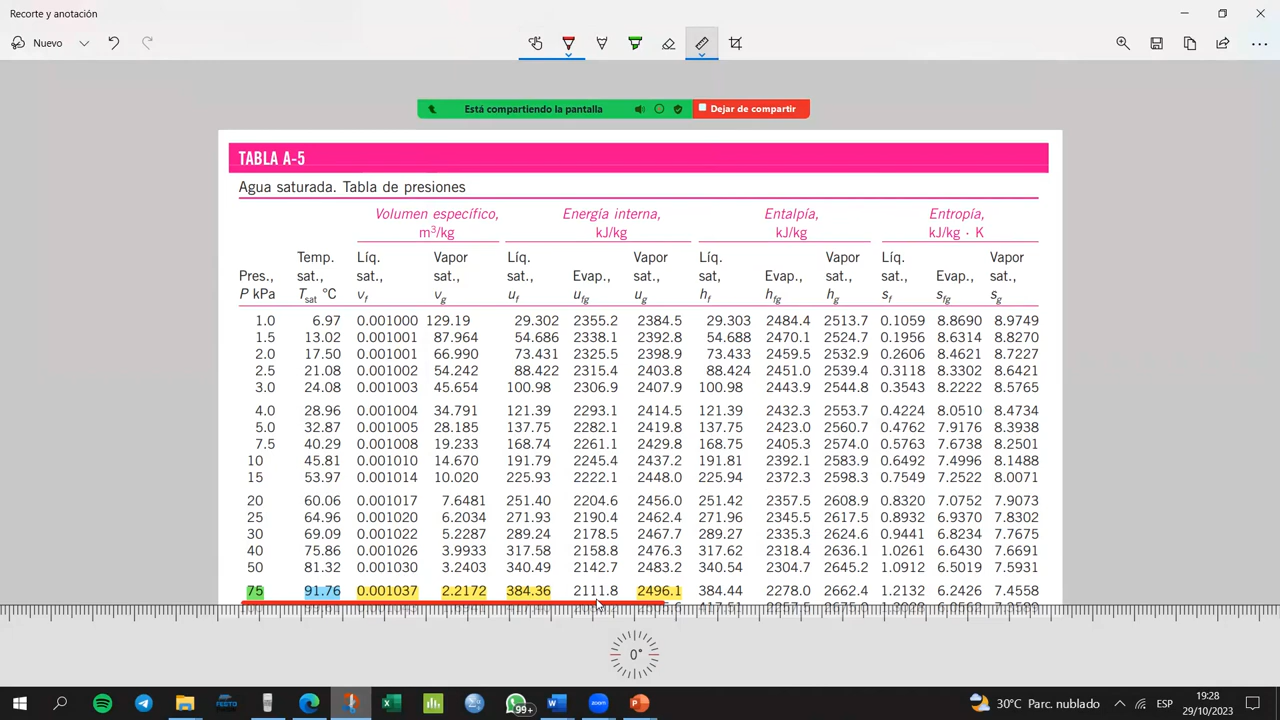 Recorte y anotación
Nuevo
Está compartiendo la pantalla
Dejar de compartir
TABLA A-5
Agua saturada. Tabla de presiones
Volumen específico, Energía interna, Entalpía, Entropía,
m³/kg kJ/kg kJ/kg kJ/kg · K
Temp. Líq. Vapor Líq. Vapor Líq. Vapor Líq. Vapor
Pres., sat., sat., sat., sat., Evap., sat., sat, Evap., sat., sat., Evap., sat.,
P kPa Tsat °C vf vg uf ufg ug hf hfg hg sf sfg sg
1.0 6.97 0.001000 129.19 29.302 2355.2 2384.5 29.303 2484.4 2513.7 0.1059 8.8690 8.9749
1.5 13.02 0.001001 87.964 54.686 2338.1 2392.8 54.688 2470.1 2524.7 0.1956 8.6314 8.8270
2.0 17.50 0.001001 66.990 73.431 2325.5 2398.9 73.433 2459.5 2532.9 0.2606 8.4621 8.7227
2.5 21.08 0.001002 54.242 88.422 2315.4 2403.8 88.424 2451.0 2539.4 0.3118 8.3302 8.6421
3.0 24.08 0.001003 45.654 100.98 2306.9 2407.9 100.98 2443.9 2544.8 0.3543 8.2222 8.5765
4.0 28.96 0.001004 34.791 121.39 2293.1 2414.5 121.39 2432.3 2553.7 0.4224 8.0510 8.4734
5.0 32.87 0.001005 28.185 137.75 2282.1 2419.8 137.75 2423.0 2560.7 0.4762 7.9176 8.3938
7.5 40.29 0.001008 19.233 168.74 2261.1 2429.8 168.75 2405.3 2574.0 0.5763 7.6738 8.2501
10 45.81 0.001010 14.670 191.79 2245.4 2437.2 191.81 2392.1 2583.9 0.6492 7.4996 8.1488
15 53.97 0.001014 10.020 225.93 2222.1 2448.0 225.94 2372.3 2598.3 0.7549 7.2522 8.0071
20 60.06 0.001017 7.6481 251.40 2204.6 2456.0 251.42 2357.5 2608.9 0.8320 7.0752 7.9073
25 64.96 0.001020 6.2034 271.93 2190.4 2462.4 271.96 2345.5 2617.5 0.8932 6.9370 7.8302
30 69.09 0.001022 5.2287 289.24 2178.5 2467.7 289.27 2335.3 2624.6 0.9441 6.8234 7.7675
40 75.86 0.001026 3.9933 317.58 2158.8 2476.3 317.62 2318.4 2636.1 1.0261 6.6430 7.6691
50 81.32 0.001030 3.2403 340.49 2142.7 2483.2 340.54 2304.7 2645.2 1.0912 6.5019 7.5931
75 91.76 0.001037 2.2172 384.36 2111.8 2496.1 384.44 2278.0 2662.4 1.2132 6.2426 7.4558
0°
FESTO
99+
zoom
30°C Parc. nublado
ESP
19:28
29/10/2023